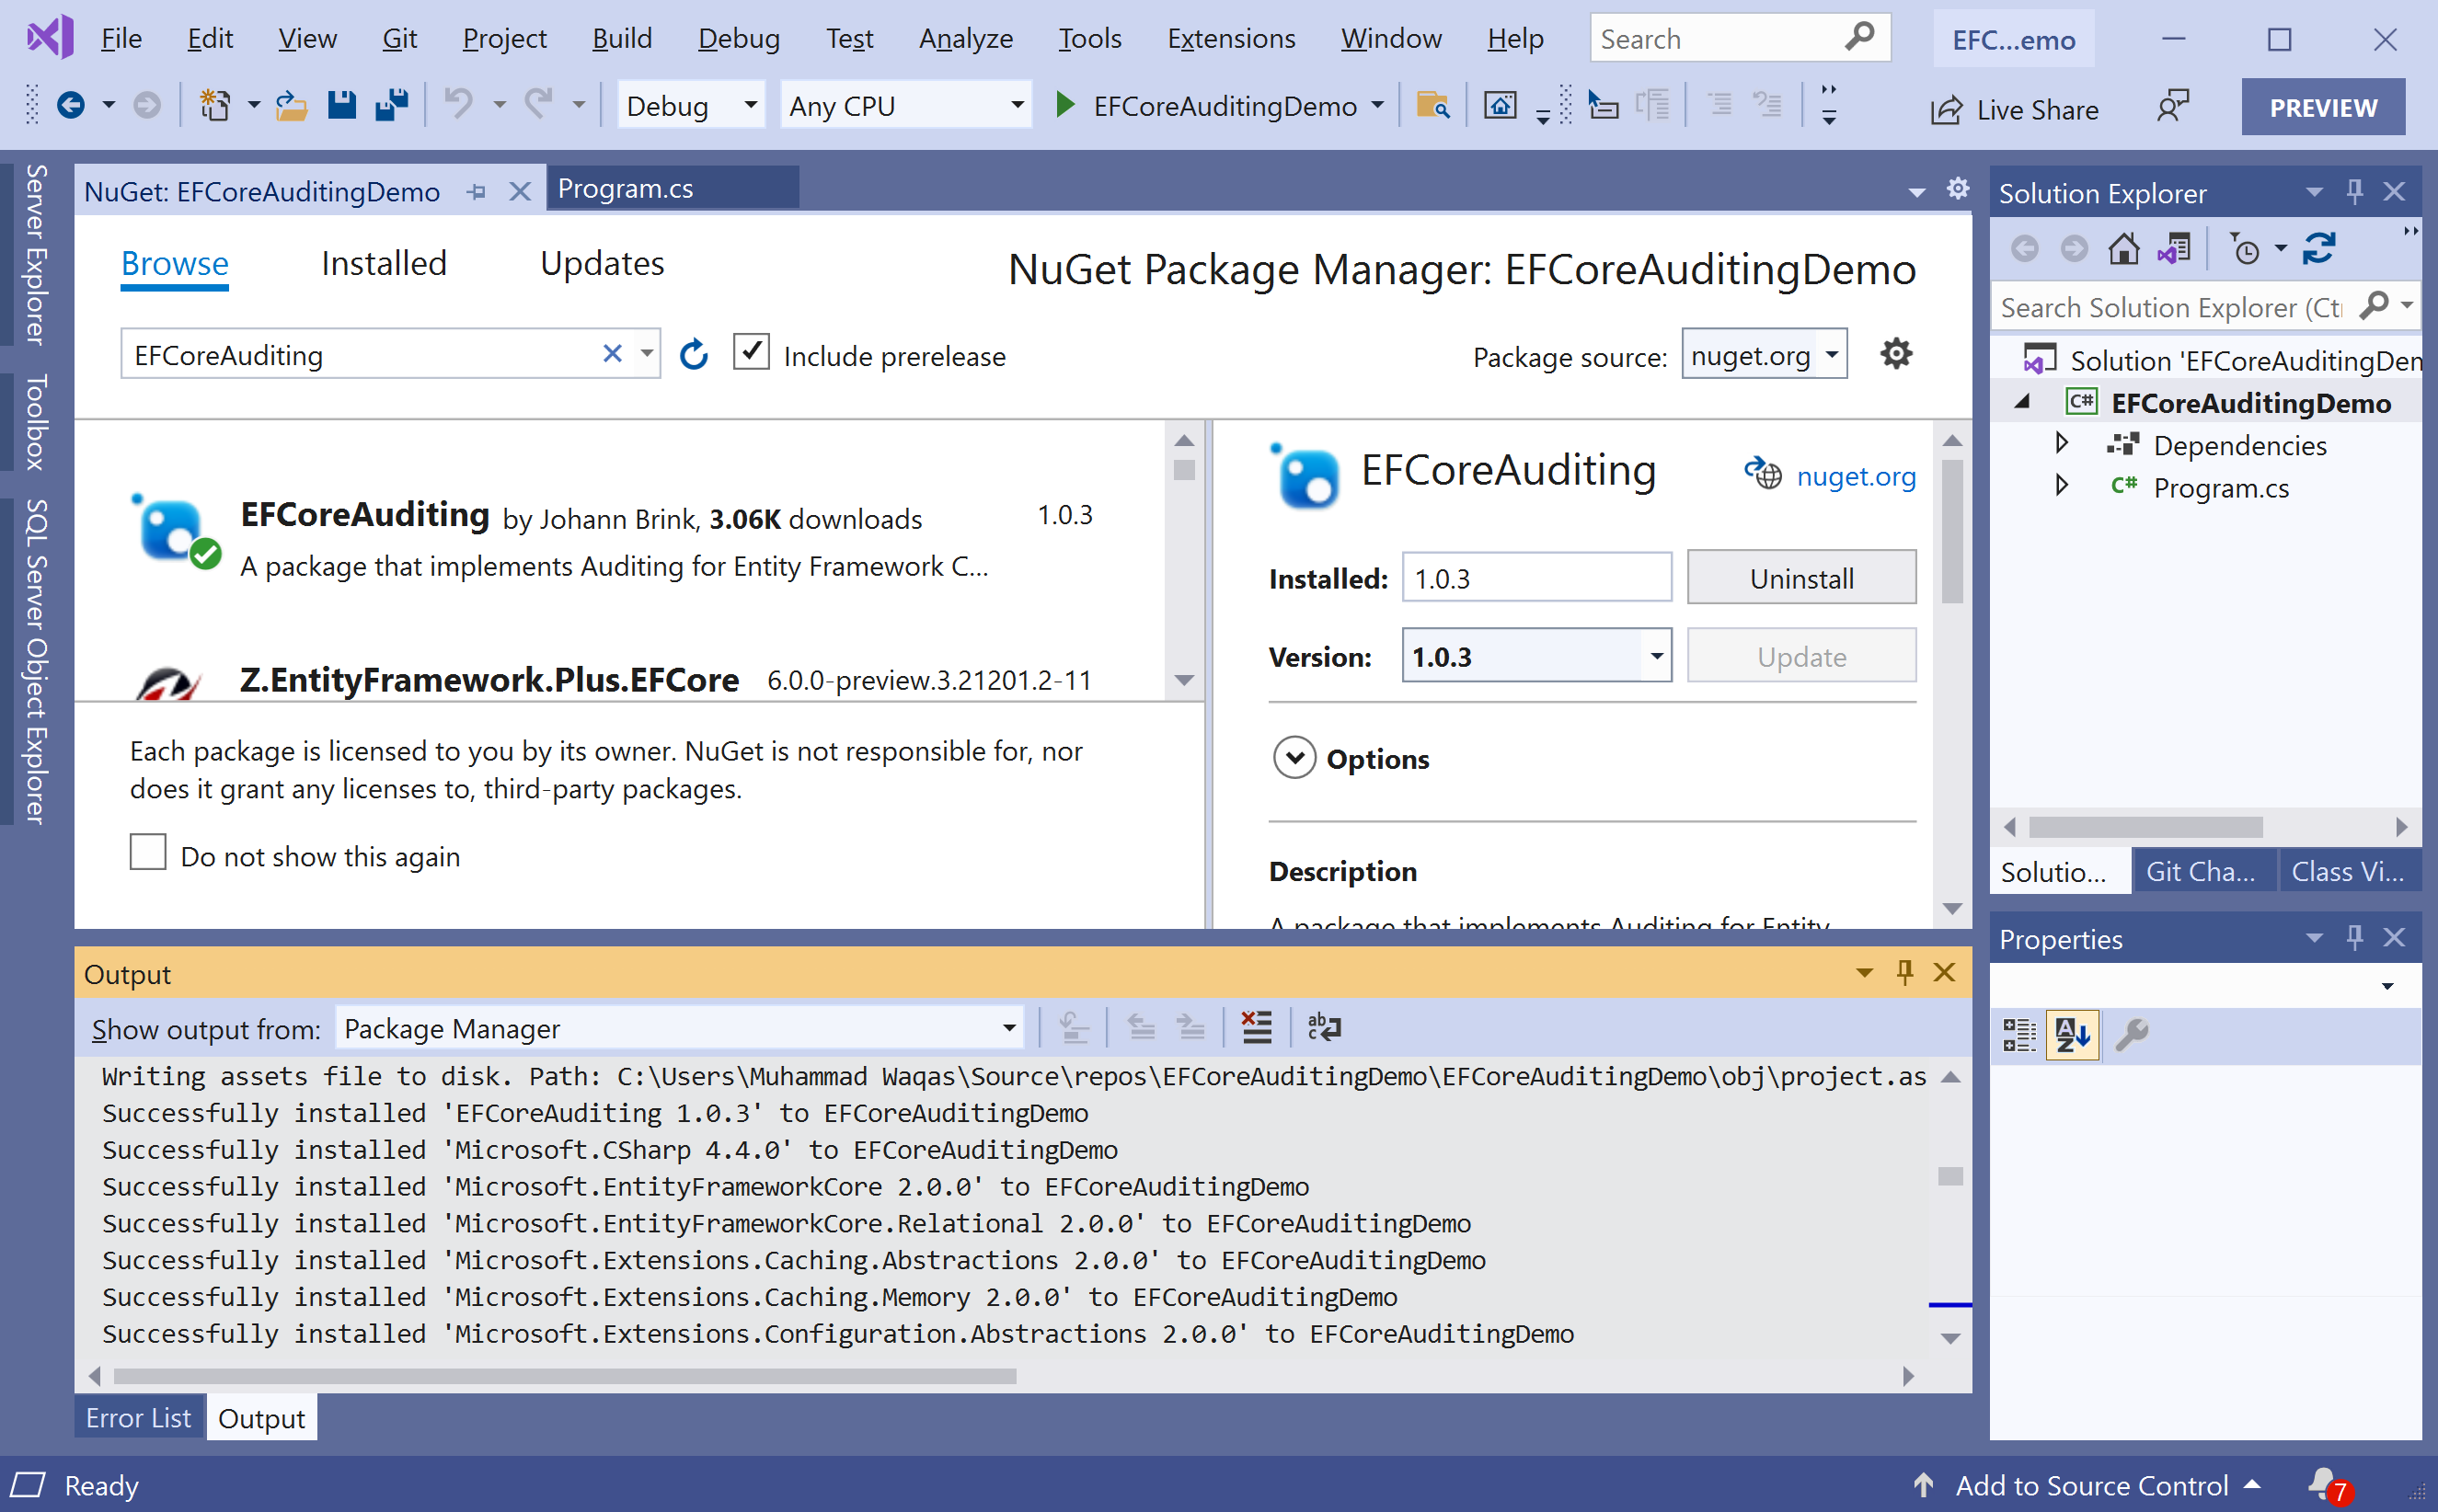 File Edit View Git Project Build Debug Test Analyze Tools Extensions Window Help Search EFC...emo
Debug Any CPU EFCoreAuditingDemo Live Share PREVIEW
Server Explorer
Toolbox
SQL Server Object Explorer
NuGet: EFCoreAuditingDemo Program.cs
Browse Installed Updates
NuGet Package Manager: EFCoreAuditingDemo
EFCoreAuditing Include prerelease
Package source: nuget.org
EFCoreAuditing by Johann Brink, 3.06K downloads 1.0.3
A package that implements Auditing for Entity Framework C...
Z.EntityFramework.Plus.EFCore 6.0.0-preview.3.21201.2-11
Each package is licensed to you by its owner. NuGet is not responsible for, nor
does it grant any licenses to, third-party packages.
Do not show this again
EFCoreAuditing nuget.org
Installed: 1.0.3 Uninstall
Version: 1.0.3 Update
Options
Description
A package that implements Auditing for Entity
Output
Show output from: Package Manager
Writing assets file to disk. Path: C:\Users\Muhammad Waqas\Source\repos\EFCoreAuditingDemo\EFCoreAuditingDemo\obj\project.as
Successfully installed 'EFCoreAuditing 1.0.3' to EFCoreAuditingDemo
Successfully installed 'Microsoft.CSharp 4.4.0' to EFCoreAuditingDemo
Successfully installed 'Microsoft.EntityFrameworkCore 2.0.0' to EFCoreAuditingDemo
Successfully installed 'Microsoft.EntityFrameworkCore.Relational 2.0.0' to EFCoreAuditingDemo
Successfully installed 'Microsoft.Extensions.Caching.Abstractions 2.0.0' to EFCoreAuditingDemo
Successfully installed 'Microsoft.Extensions.Caching.Memory 2.0.0' to EFCoreAuditingDemo
Successfully installed 'Microsoft.Extensions.Configuration.Abstractions 2.0.0' to EFCoreAuditingDemo
Error List Output
Solution Explorer
Search Solution Explorer (Ct
Solution 'EFCoreAuditingDem
C# EFCoreAuditingDemo
Dependencies
C# Program.cs
Solutio... Git Cha... Class Vi...
Properties
Ready
Add to Source Control 7